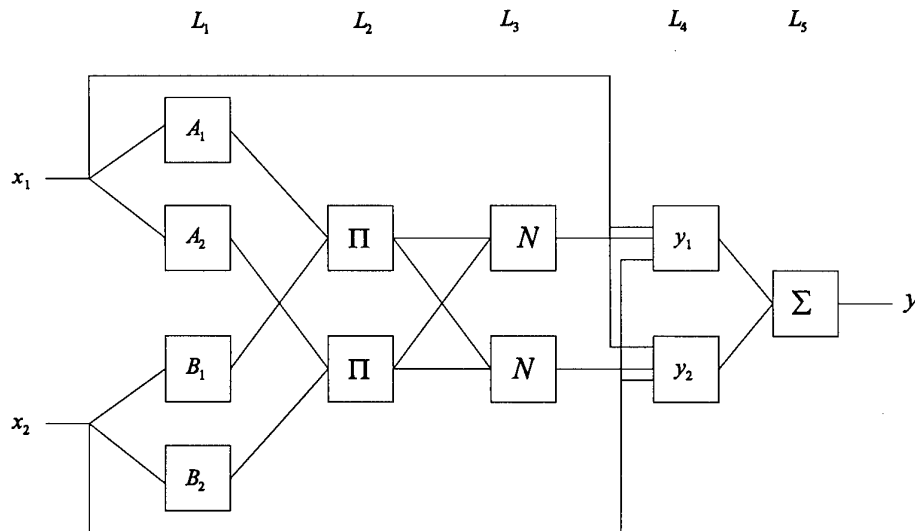 L₁ L₂ L₃ L₄ L₅
A₁
x₁
A₂ Π N y₁
Σ y
B₁ Π N y₂
x₂
B₂